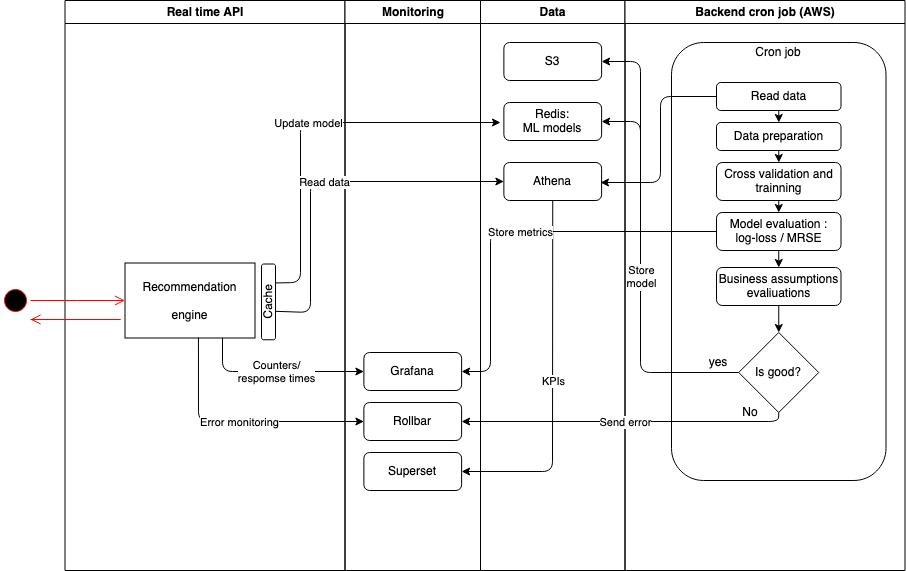 Real time API
Monitoring
Data
Backend cron job (AWS)
Cron job
S3
Read data
Redis:
ML models
Update model
Data preparation
Read data
Athena
Cross validation and
trainning
Store metrics
Model evaluation :
log-loss / MRSE
Store
model
Business assumptions
evaliuations
Recommendation
engine
Cache
Counters/
respomse times
Grafana
KPIs
yes
Is good?
Error monitoring
Rollbar
Send error
No
Superset